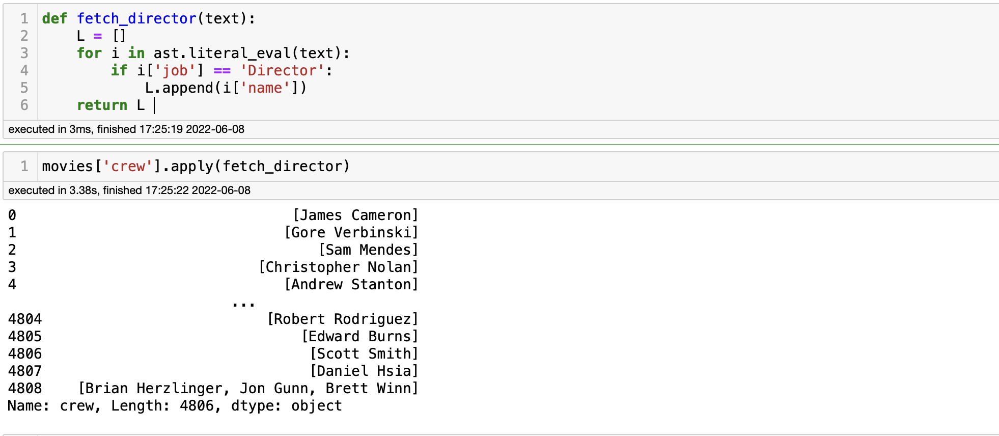 1 def fetch_director(text):
2     L = []
3     for i in ast.literal_eval(text):
4         if i['job'] == 'Director':
5             L.append(i['name'])
6     return L
executed in 3ms, finished 17:25:19 2022-06-08
1 movies['crew'].apply(fetch_director)
executed in 3.38s, finished 17:25:22 2022-06-08
0                                 [James Cameron]
1                                [Gore Verbinski]
2                                    [Sam Mendes]
3                             [Christopher Nolan]
4                                [Andrew Stanton]
                          ...
4804                           [Robert Rodriguez]
4805                               [Edward Burns]
4806                                [Scott Smith]
4807                                [Daniel Hsia]
4808     [Brian Herzlinger, Jon Gunn, Brett Winn]
Name: crew, Length: 4806, dtype: object